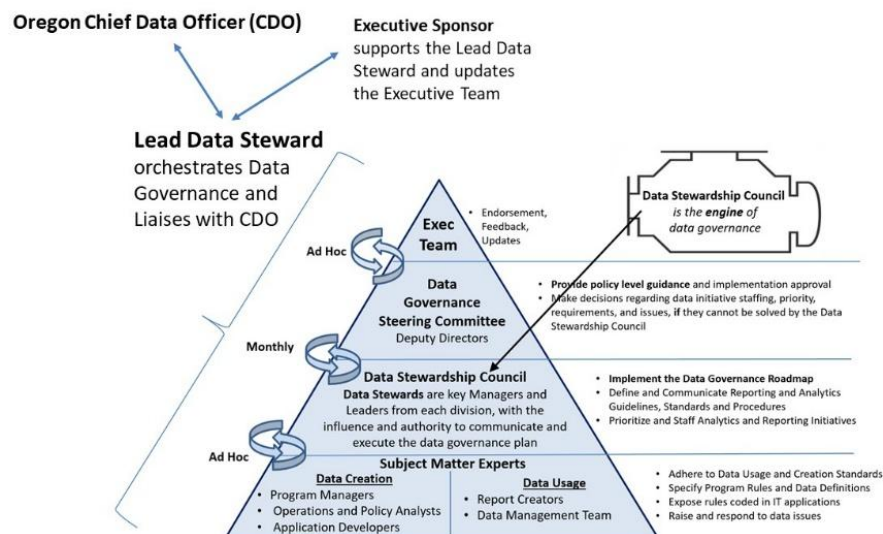 Oregon Chief Data Officer (CDO)
Executive Sponsor
supports the Lead Data
Steward and updates
the Executive Team
Lead Data Steward
orchestrates Data
Governance and
Liaises with CDO
Data Stewardship Council
is the engine of
data governance
Exec
Team
• Endorsement,
Feedback,
Updates
Ad Hoc
Data
Governance
Steering Committee
Deputy Directors
• Provide policy level guidance and implementation approval
• Make decisions regarding data initiative staffing, priority,
requirements, and issues, if they cannot be solved by the Data
Stewardship Council
Monthly
Data Stewardship Council
Data Stewards are key Managers and
Leaders from each division, with the
influence and authority to communicate and
execute the data governance plan
• Implement the Data Governance Roadmap
• Define and Communicate Reporting and Analytics
Guidelines, Standards and Procedures
• Prioritize and Staff Analytics and Reporting Initiatives
Ad Hoc
Subject Matter Experts
Data Creation
• Program Managers
• Operations and Policy Analysts
• Application Developers
Data Usage
• Report Creators
• Data Management Team
• Adhere to Data Usage and Creation Standards
• Specify Program Rules and Data Definitions
• Expose rules coded in IT applications
• Raise and respond to data issues